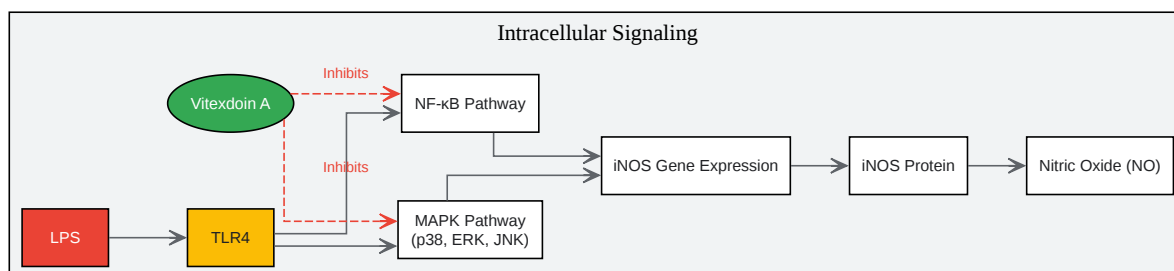 Intracellular Signaling
Inhibits
Vitexdoin A
NF-κB Pathway
iNOS Gene Expression
iNOS Protein
Nitric Oxide (NO)
Inhibits
LPS
TLR4
MAPK Pathway
(p38, ERK, JNK)